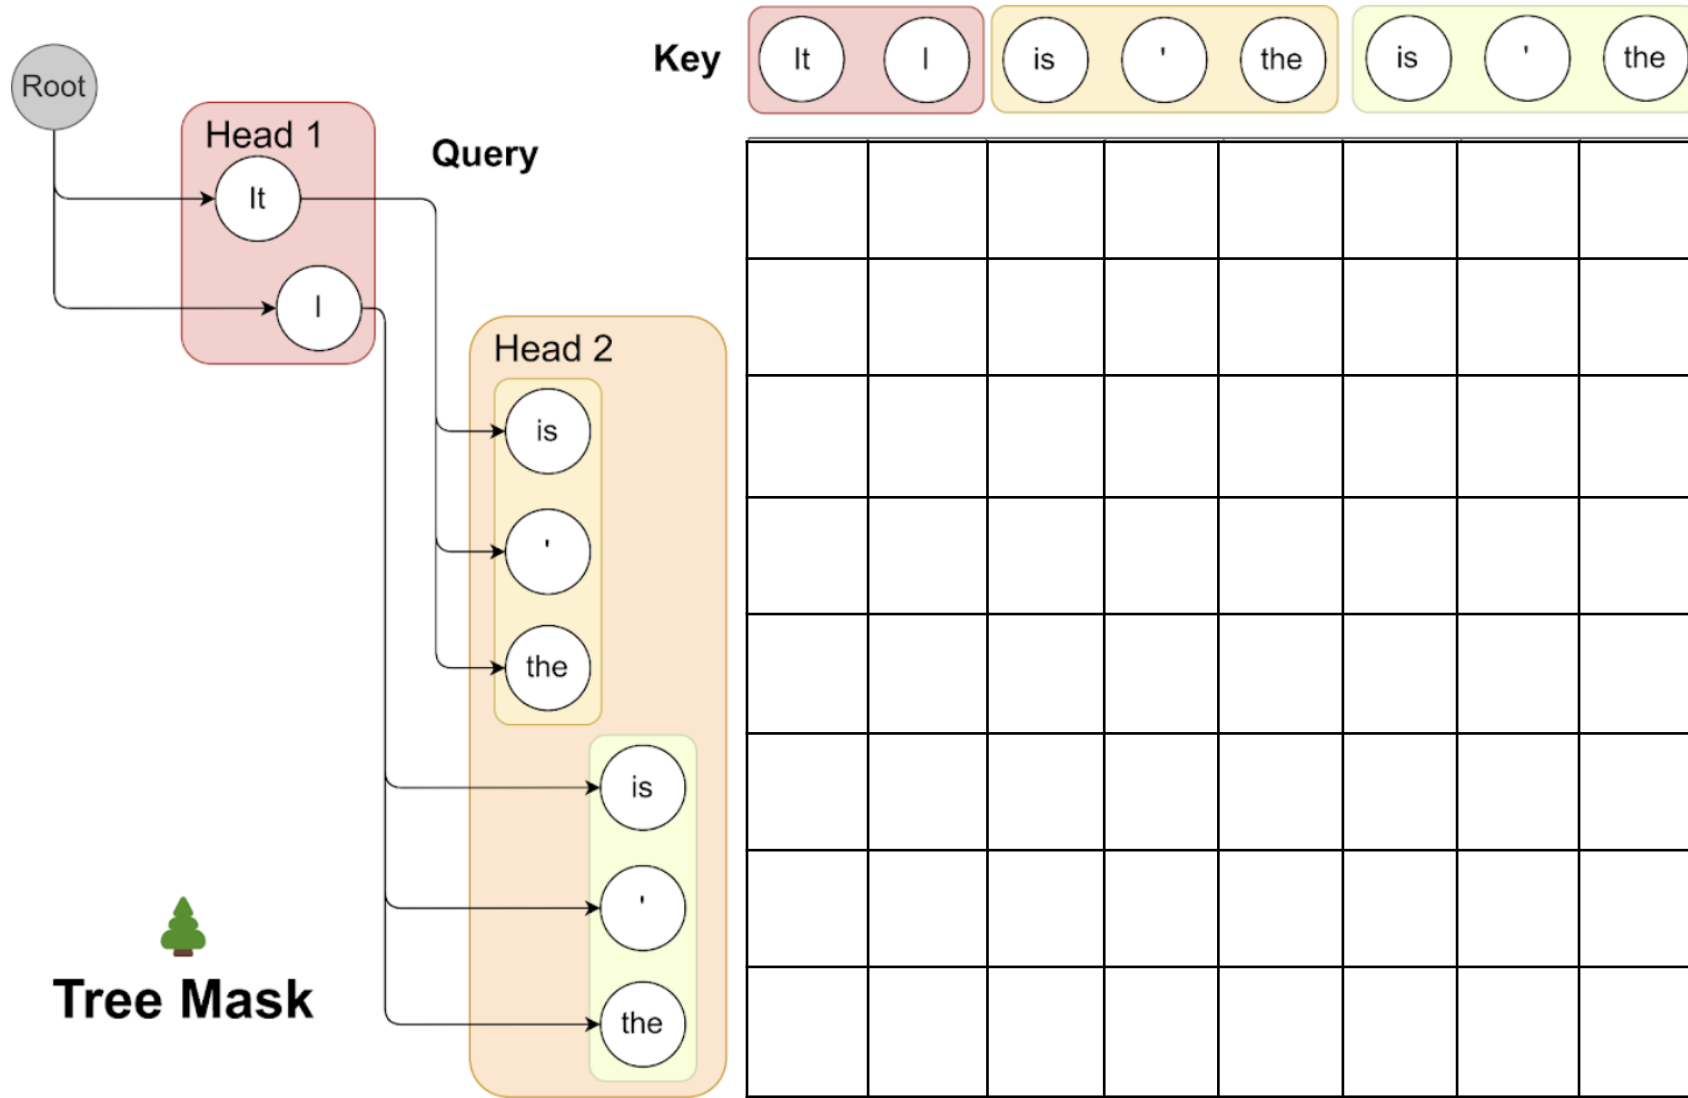 Root
Key
It I is ' the is ' the
Head 1
Query
It
I
Head 2
is
'
the
is
'
the
Tree Mask